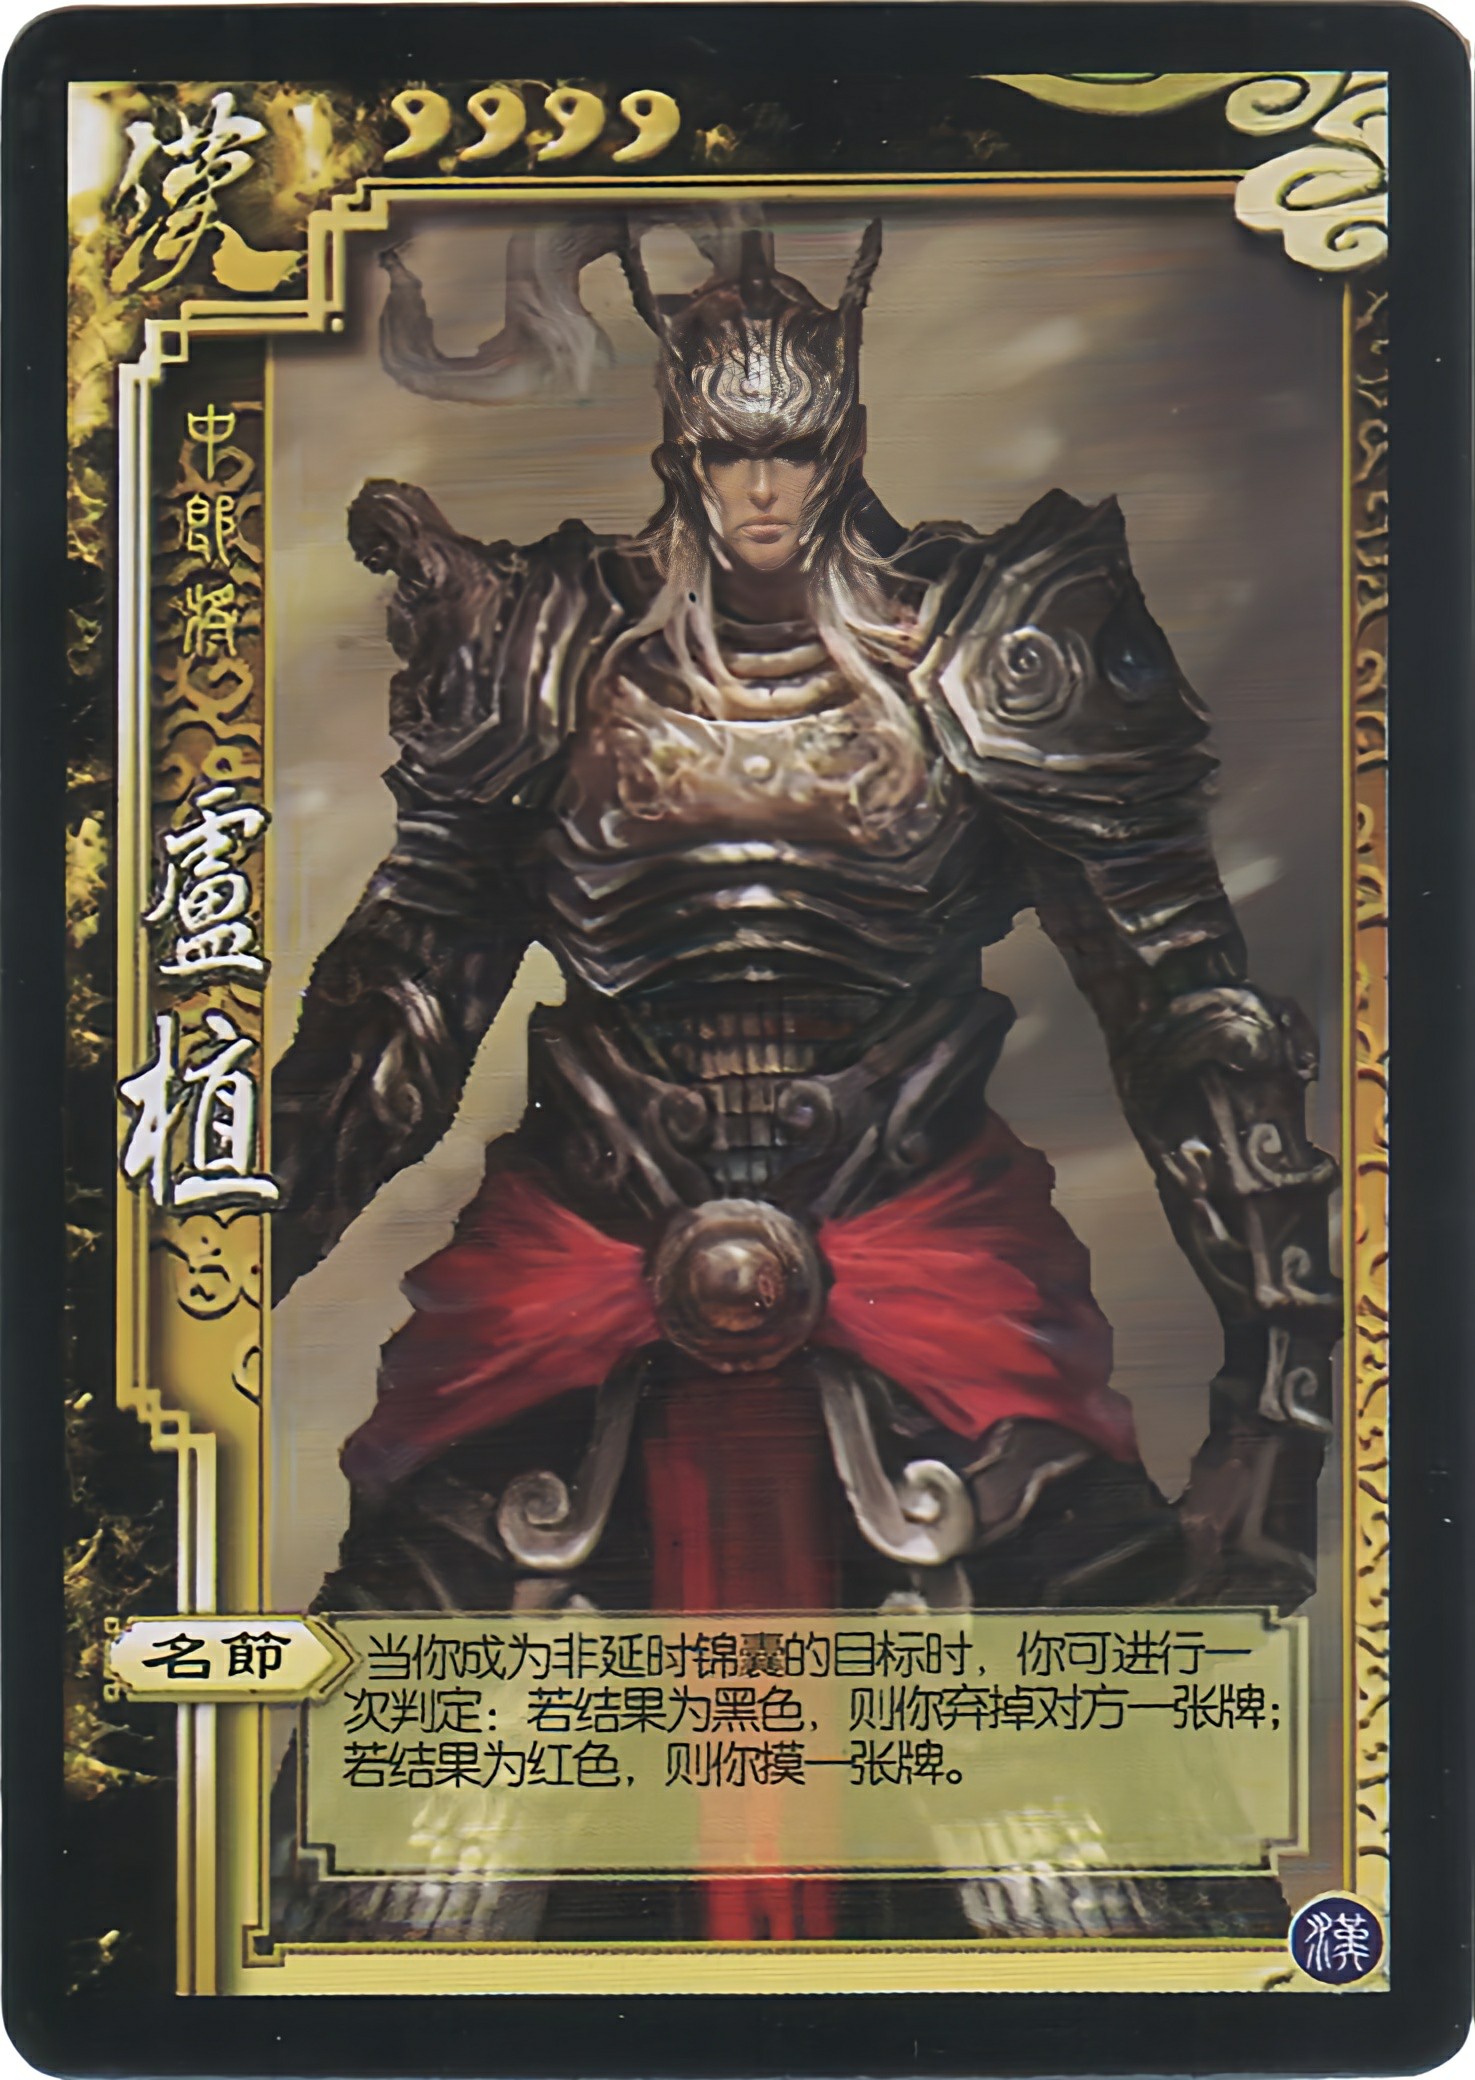 漢
中郎将
盧植
名節
当你成为非延时锦囊的目标时，你可进行一
次判定：若结果为黑色，则你弃掉对方一张牌；
若结果为红色，则你摸一张牌。
漢